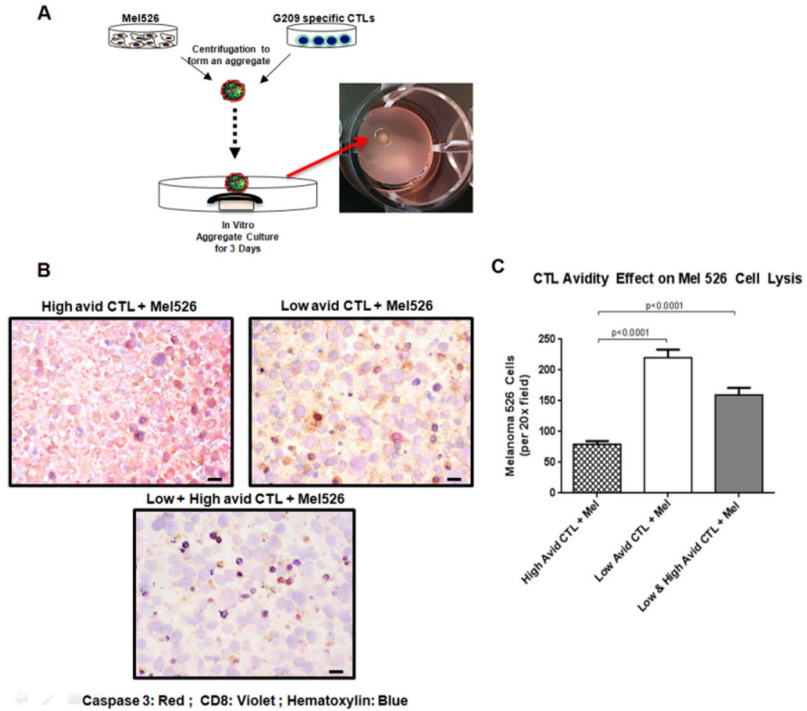 A
Mel526
G209 specific CTLs
Centrifugation to
form an aggregate
In Vitro
Aggregate Culture
for 3 Days
B
High avid CTL + Mel526
Low avid CTL + Mel526
Low + High avid CTL + Mel526
Caspase 3: Red ; CD8: Violet ; Hematoxylin: Blue
C
CTL Avidity Effect on Mel 526 Cell Lysis
p<0.0001
p<0.0001
Melanoma 526 Cells
(per 20x field)
250
200
150
100
50
0
High Avid CTL + Mel
Low Avid CTL + Mel
Low & High Avid CTL + Mel